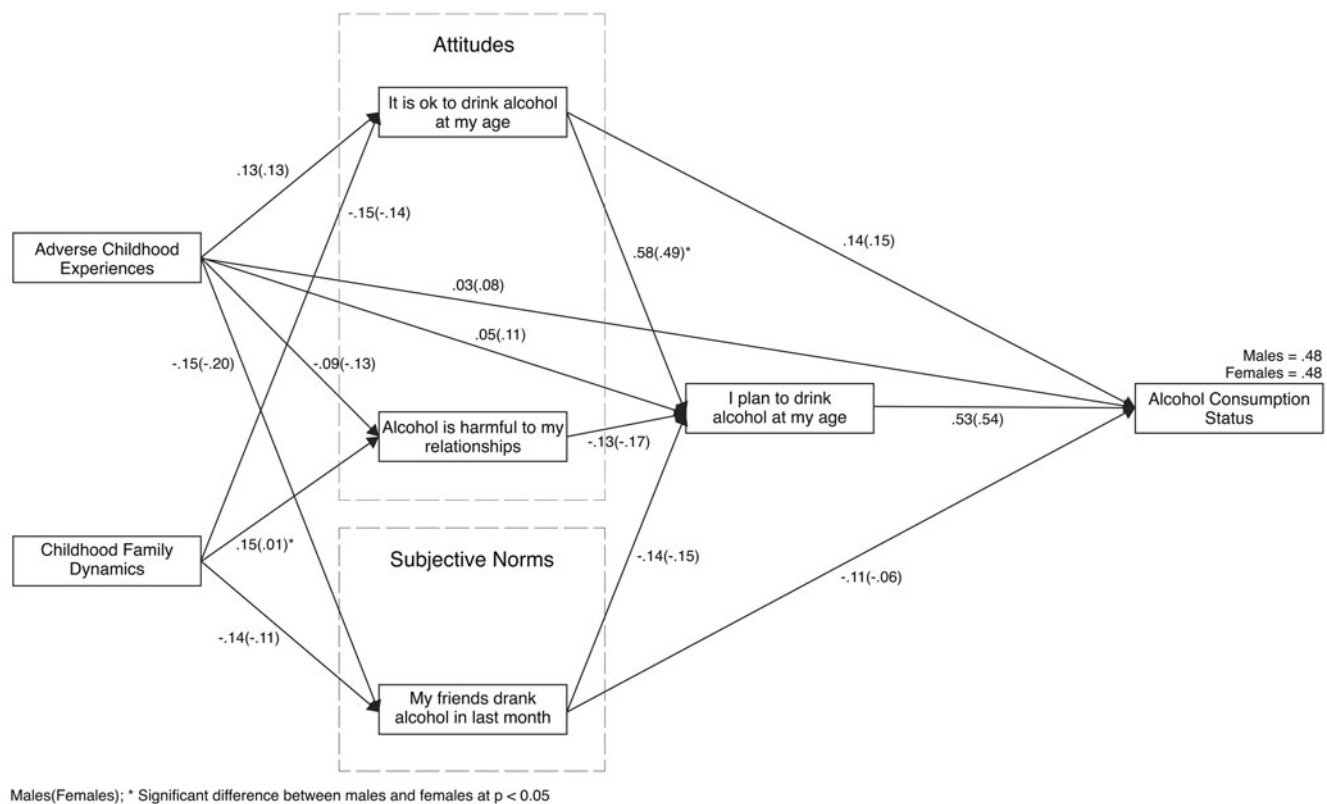 Attitudes
It is ok to drink alcohol
at my age
.13(.13)
-.15(-.14)
Adverse Childhood
Experiences
.58(.49)*
.14(.15)
.03(.08)
.05(.11)
-.15(-.20)
-.09(-.13)
Males = .48
Females = .48
I plan to drink
alcohol at my age
Alcohol Consumption
Status
.53(.54)
Alcohol is harmful to my
relationships
-.13(-.17)
Childhood Family
Dynamics
.15(.01)*
Subjective Norms
-.14(-.15)
-.11(-.06)
-.14(-.11)
My friends drank
alcohol in last month
Males(Females); * Significant difference between males and females at p < 0.05